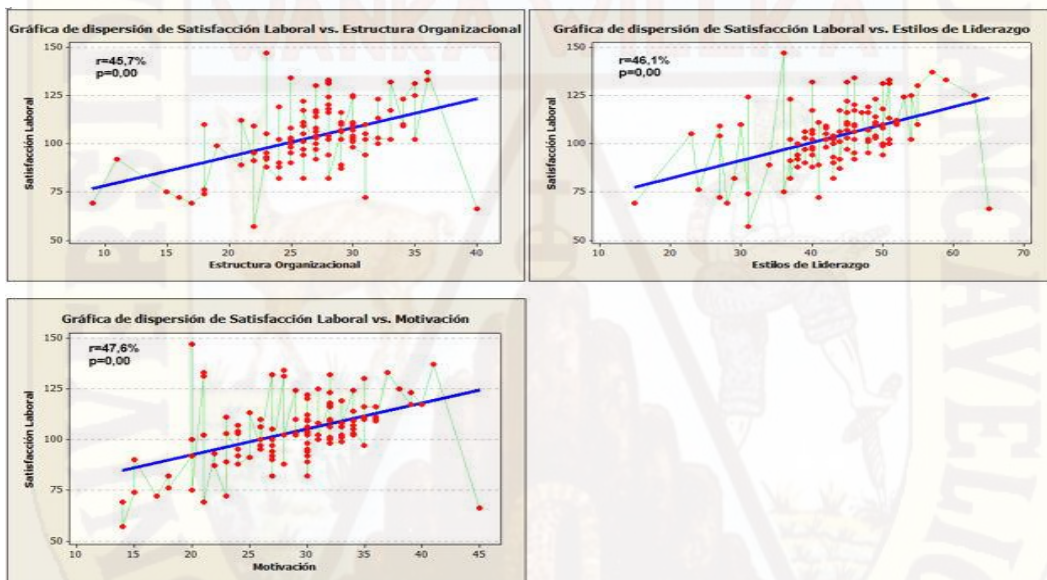 WANKA WILLKA
Gráfica de dispersión de Satisfacción Laboral vs. Estructura Organizacional
r=45,7%
p=0,00
Satisfacción Laboral
150
125
100
75
50
10 15 20 21 25 30 35 40
Estructura Organizacional
Gráfica de dispersión de Satisfacción Laboral vs. Estilos de Liderazgo
r=46,1%
p=0,00
Satisfacción Laboral
150
125
100
75
50
10 20 30 40 50 60 70
Estilos de Liderazgo
Gráfica de dispersión de Satisfacción Laboral vs. Motivación
r=47,6%
p=0,00
Satisfacción Laboral
150
125
100
75
50
10 15 20 25 30 35 40 45
Motivación